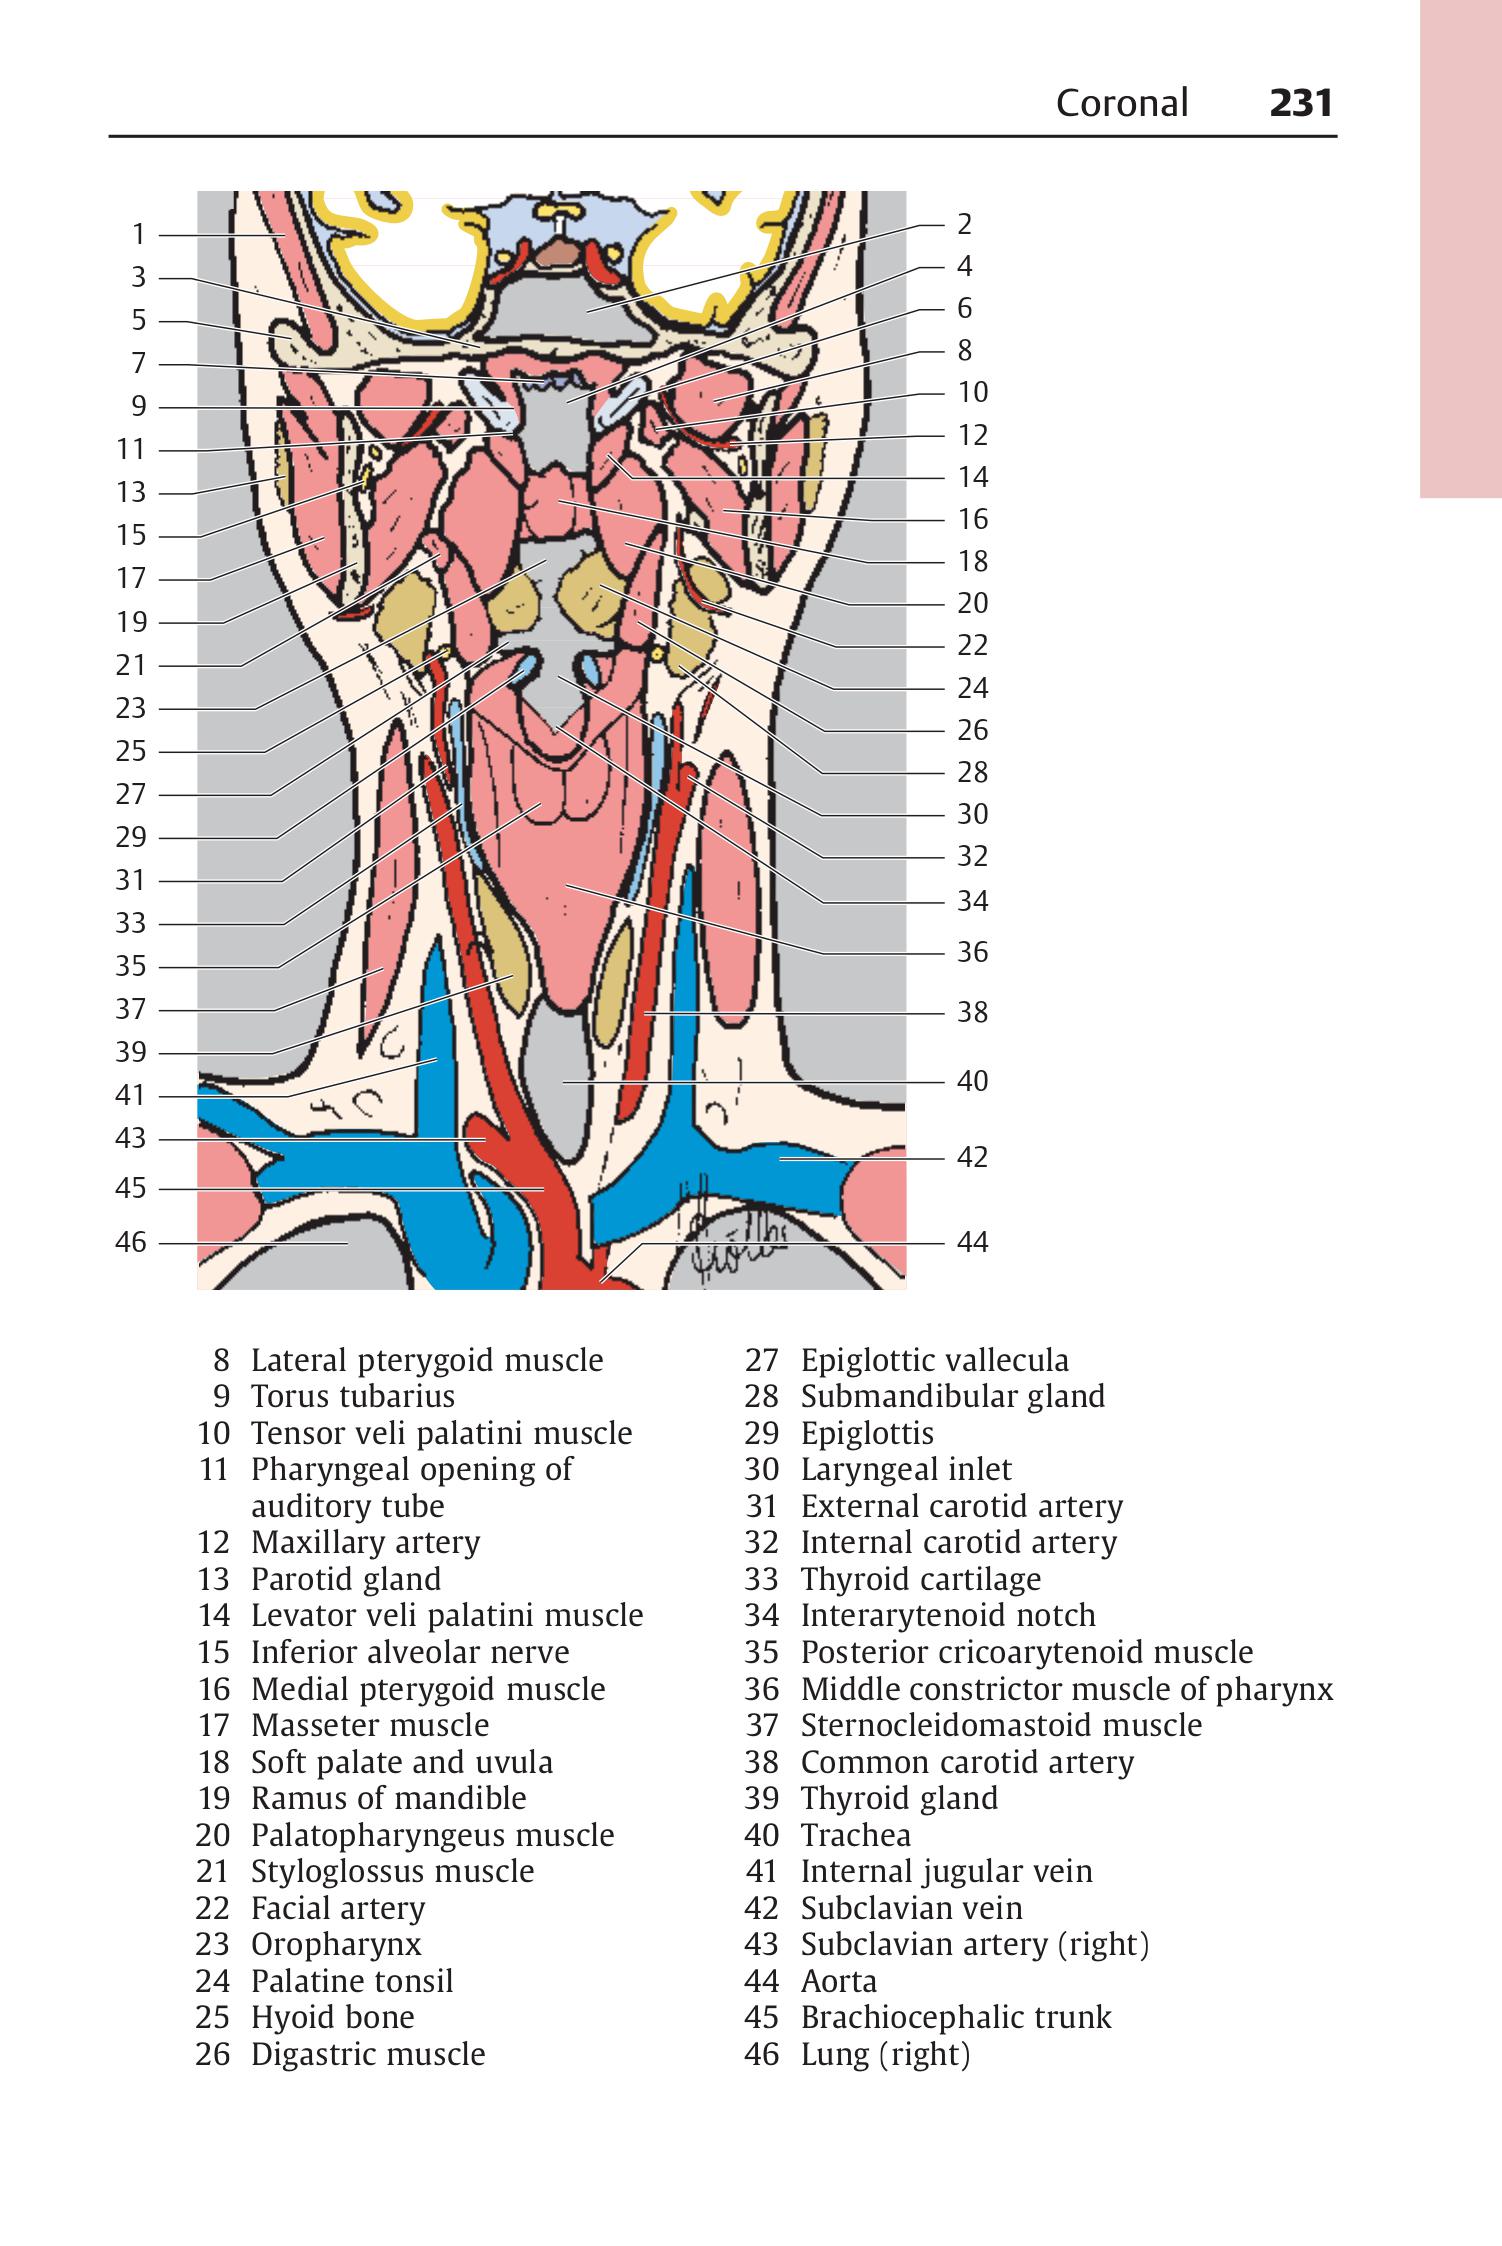 Coronal 231
1
2
3
4
5
6
7
8
9
10
11
12
13
14
15
16
17
18
19
20
21
22
23
24
25
26
27
28
29
30
31
32
33
34
35
36
37
38
39
40
41
42
43
44
45
46
8 Lateral pterygoid muscle
9 Torus tubarius
10 Tensor veli palatini muscle
11 Pharyngeal opening of
auditory tube
12 Maxillary artery
13 Parotid gland
14 Levator veli palatini muscle
15 Inferior alveolar nerve
16 Medial pterygoid muscle
17 Masseter muscle
18 Soft palate and uvula
19 Ramus of mandible
20 Palatopharyngeus muscle
21 Styloglossus muscle
22 Facial artery
23 Oropharynx
24 Palatine tonsil
25 Hyoid bone
26 Digastric muscle
27 Epiglottic vallecula
28 Submandibular gland
29 Epiglottis
30 Laryngeal inlet
31 External carotid artery
32 Internal carotid artery
33 Thyroid cartilage
34 Interarytenoid notch
35 Posterior cricoarytenoid muscle
36 Middle constrictor muscle of pharynx
37 Sternocleidomastoid muscle
38 Common carotid artery
39 Thyroid gland
40 Trachea
41 Internal jugular vein
42 Subclavian vein
43 Subclavian artery (right)
44 Aorta
45 Brachiocephalic trunk
46 Lung (right)